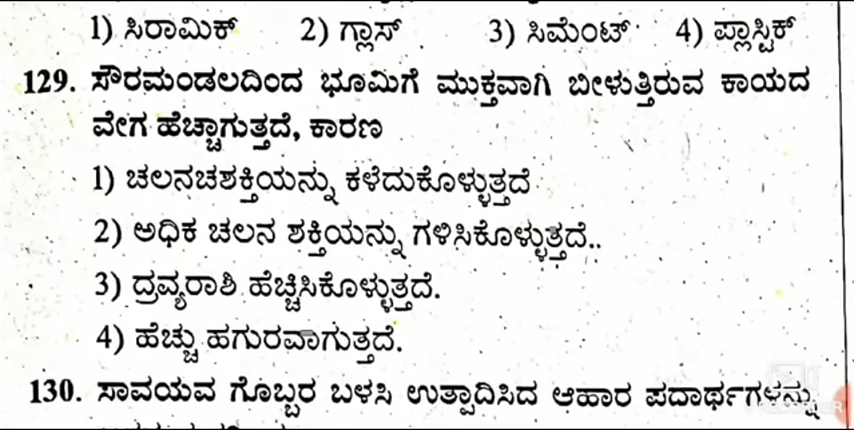 1) ಸಿರಾಮಿಕ್ 2) ಗ್ಲಾಸ್ 3) ಸಿಮೆಂಟ್ 4) ಪ್ಲಾಸ್ಟಿಕ್
129. ಸೌರಮಂಡಲದಿಂದ ಭೂಮಿಗೆ ಮುಕ್ತವಾಗಿ ಬೀಳುತ್ತಿರುವ ಕಾಯದ
ವೇಗ ಹೆಚ್ಚಾಗುತ್ತದೆ, ಕಾರಣ
1) ಚಲನಚಶಕ್ತಿಯನ್ನು ಕಳೆದುಕೊಳ್ಳುತ್ತದೆ
2) ಅಧಿಕ ಚಲನ ಶಕ್ತಿಯನ್ನು ಗಳಿಸಿಕೊಳ್ಳುತ್ತದೆ..
3) ದ್ರವ್ಯರಾಶಿ ಹೆಚ್ಚಿಸಿಕೊಳ್ಳುತ್ತದೆ.
4) ಹೆಚ್ಚು ಹಗುರವಾಗುತ್ತದೆ.
130. ಸಾವಯವ ಗೊಬ್ಬರ ಬಳಸಿ ಉತ್ಪಾದಿಸಿದ ಆಹಾರ ಪದಾರ್ಥಗಳನ್ನು